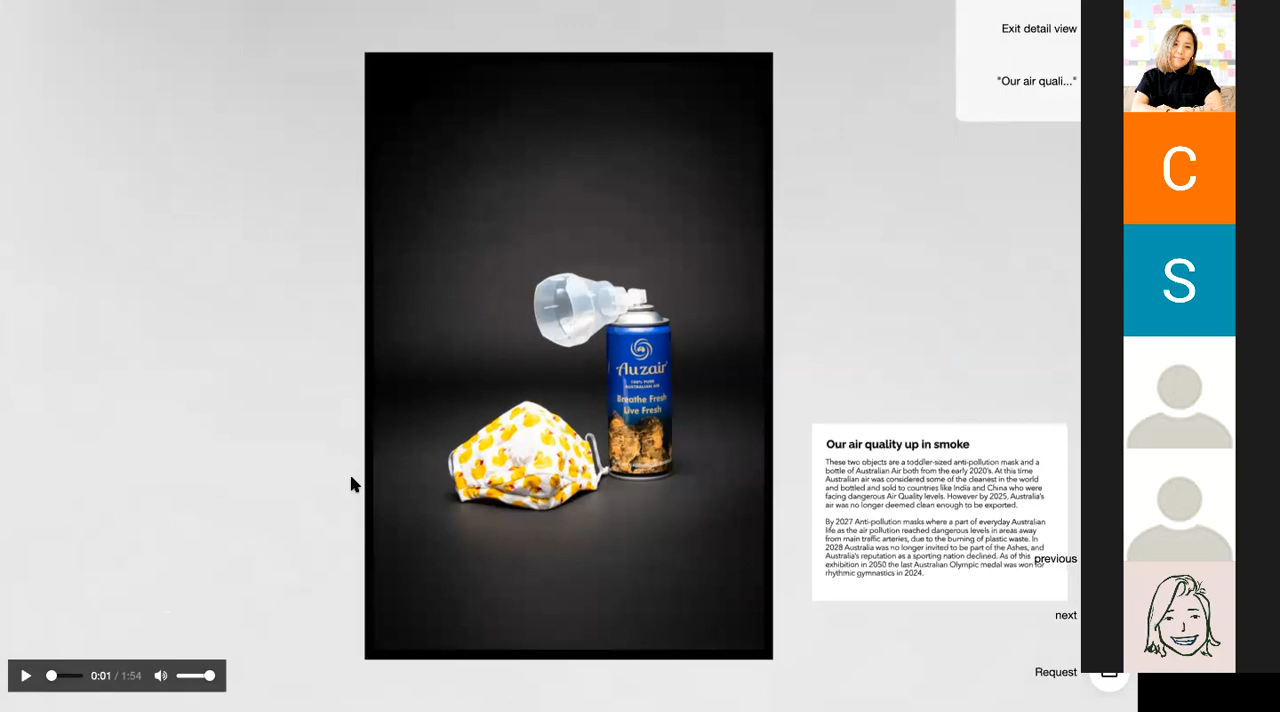 Exit detail view
"Our air quali..."
C
S
Auzair
100% PURE
AUSTRALIAN AIR
Breathe Fresh
Live Fresh
Our air quality up in smoke
These two objects are a toddler-sized anti-pollution mask and a
bottle of Australian Air both from the early 2020's. At this time
Australian air was considered some of the cleanest in the world
and bottled and sold to countries like India and China who were
facing dangerous Air Quality levels. However by 2025, Australia's
air was no longer deemed clean enough to be exported.
By 2027 Anti-pollution masks where a part of everyday Australian
life as the air pollution reached dangerous levels in areas away
from main traffic arteries, due to the burning of plastic waste. In
2028 Australia was no longer invited to be part of the Ashes, and
Australia's reputation as a sporting nation declined. As of this
previous
exhibition in 2050 the last Australian Olympic medal was won for
rhythmic gymnastics in 2024.
next
Request
0:01 / 1:54